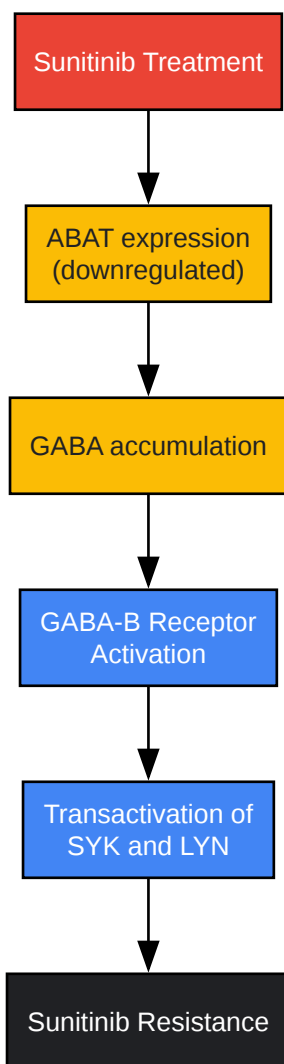 Sunitinib Treatment
ABAT expression
(downregulated)
GABA accumulation
GABA-B Receptor
Activation
Transactivation of
SYK and LYN
Sunitinib Resistance